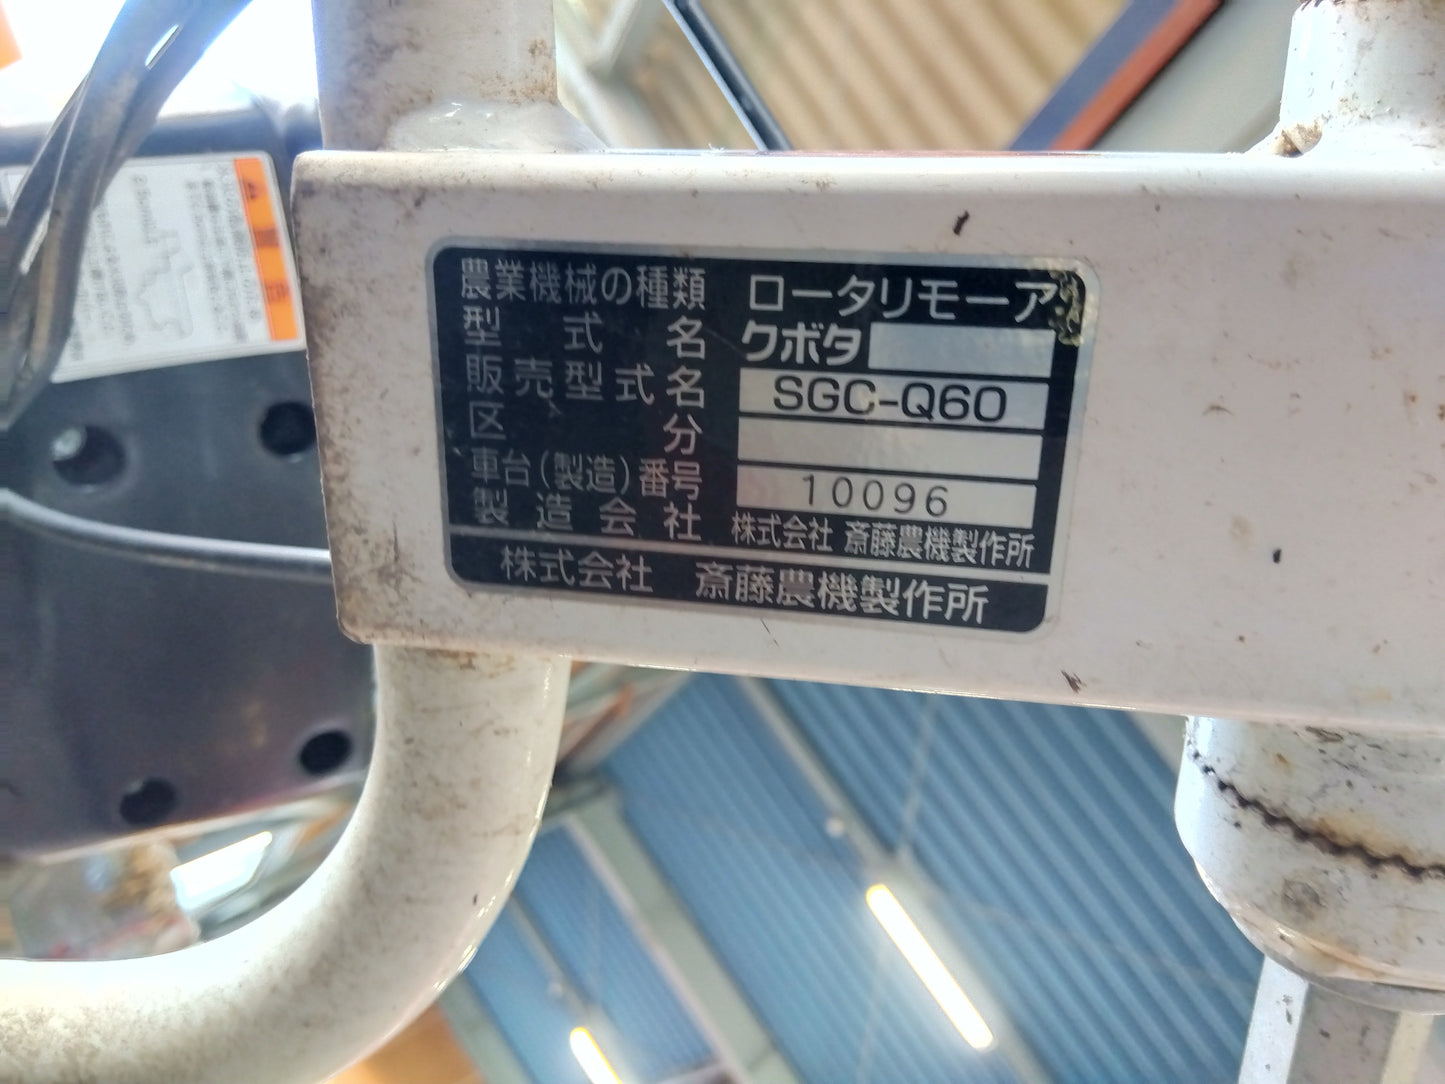 農業機械の種類 ロータリモーア
型式名 クボタ
販売型式名 SGC-Q60
区分
車台(製造)番号 10096
製造会社 株式会社 斎藤農機製作所
株式会社 斎藤農機製作所